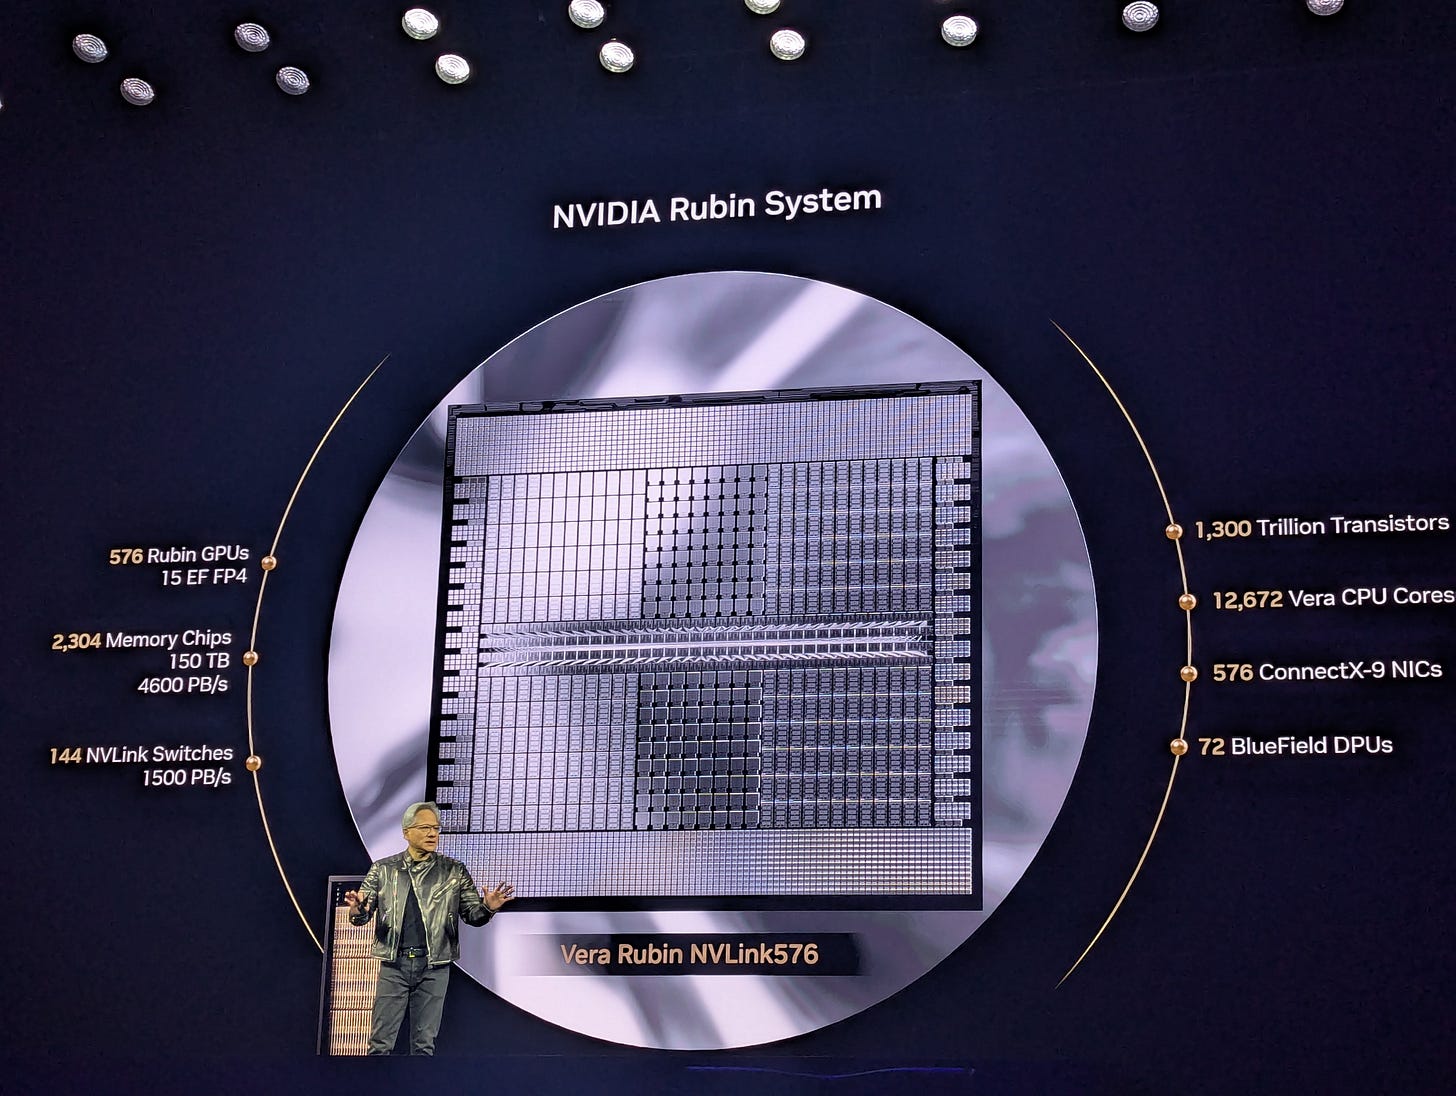 NVIDIA Rubin System
576 Rubin GPUs
15 EF FP4
2,304 Memory Chips
150 TB
4600 PB/s
144 NVLink Switches
1500 PB/s
1,300 Trillion Transistors
12,672 Vera CPU Cores
576 ConnectX-9 NICs
72 BlueField DPUs
Vera Rubin NVLink576